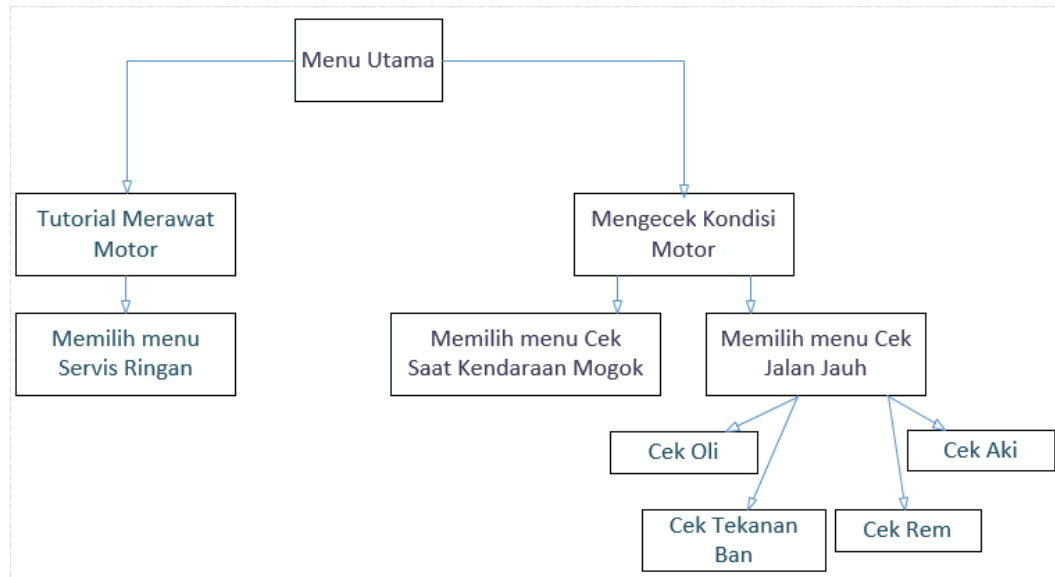 Menu Utama
Tutorial Merawat
Motor
Mengecek Kondisi
Motor
Memilih menu
Servis Ringan
Memilih menu Cek
Saat Kendaraan Mogok
Memilih menu Cek
Jalan Jauh
Cek Oli
Cek Aki
Cek Tekanan
Ban
Cek Rem